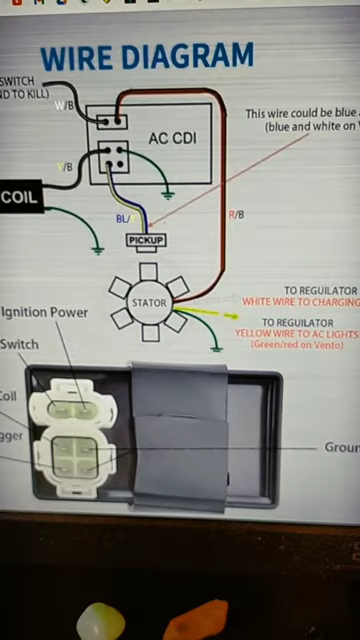 WIRE DIAGRAM
SWITCH
ND TO KILL)
W/B
This wire could be blue
(blue and white on
AC CDI
/B
COIL
BL/
R/B
PICKUP
STATOR
TO REGUILATOR
WHITE WIRE TO CHARGING
TO REGUILATOR
YELLOW WIRE TO AC LIGHTS
(Green/red on Vento)
Ignition Power
Switch
Coil
gger
Groun